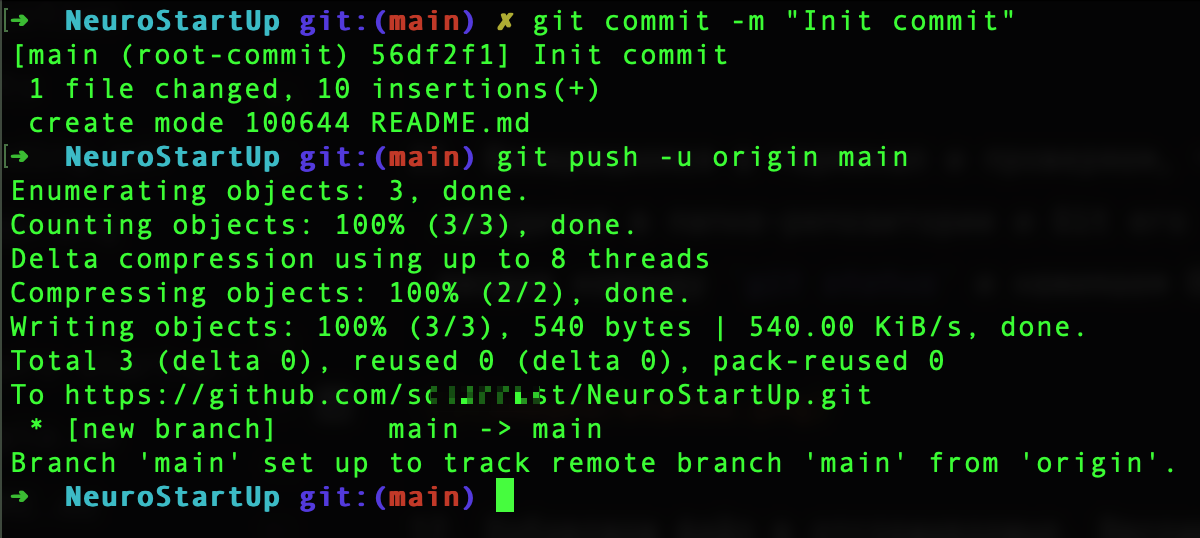 ➜  NeuroStartUp git:(main) ✗ git commit -m "Init commit"
[main (root-commit) 56df2f1] Init commit
 1 file changed, 10 insertions(+)
 create mode 100644 README.md
➜  NeuroStartUp git:(main) git push -u origin main
Enumerating objects: 3, done.
Counting objects: 100% (3/3), done.
Delta compression using up to 8 threads
Compressing objects: 100% (2/2), done.
Writing objects: 100% (3/3), 540 bytes | 540.00 KiB/s, done.
Total 3 (delta 0), reused 0 (delta 0), pack-reused 0
To https://github.com/ st/NeuroStartUp.git
 * [new branch]      main -> main
Branch 'main' set up to track remote branch 'main' from 'origin'.
➜  NeuroStartUp git:(main)